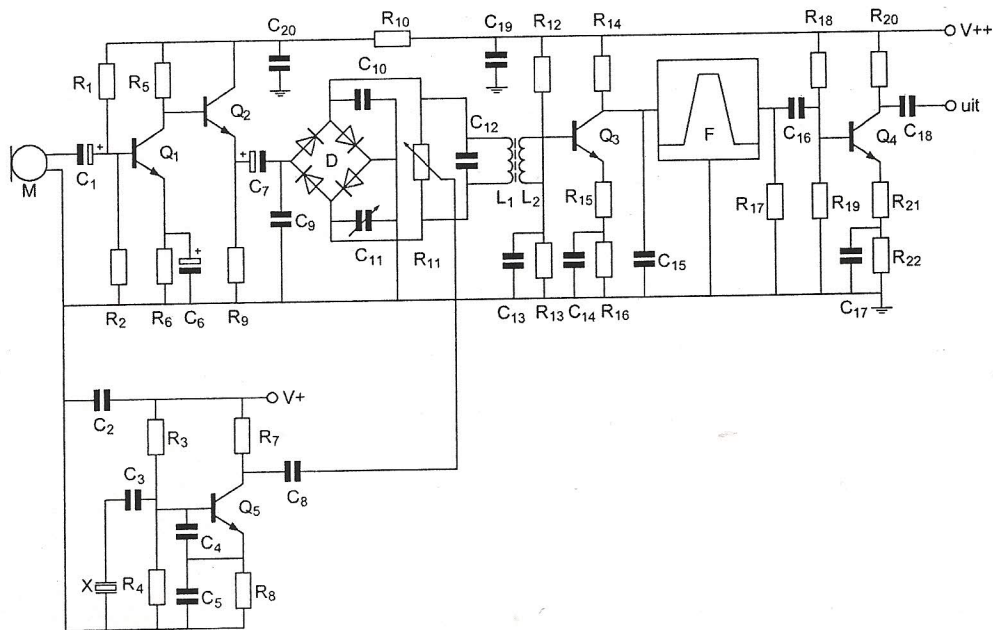 R10
C20
C19
R12
R14
R18
R20
V++
R1
R5
Q2
C10
C12
Q3
F
C16
Q4
uit
C18
+
Q1
+
D
M
C1
C7
C9
L1
L2
R15
R17
R19
R21
C11
R11
C15
R22
+
R2
R6
C6
R9
C13
R13
C14
R16
C17
V+
C2
R3
R7
C3
C8
Q5
C4
X
R4
C5
R8